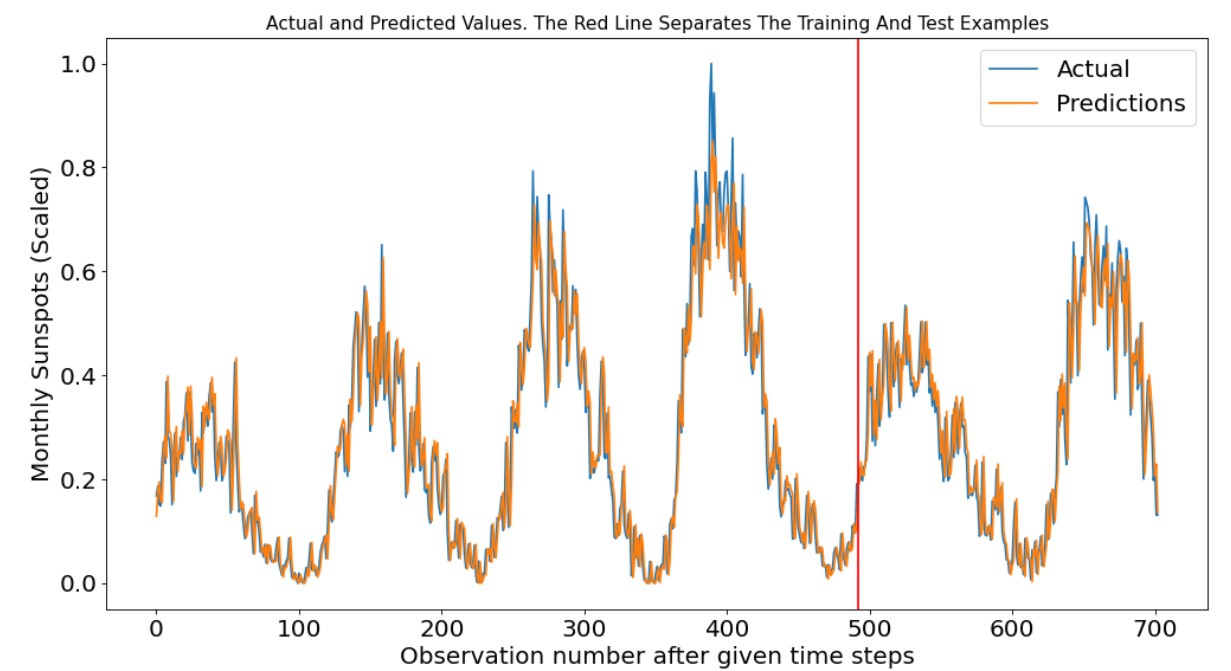 Actual and Predicted Values. The Red Line Separates The Training And Test Examples
Actual
Predictions
Monthly Sunspots (Scaled)
1.0
0.8
0.6
0.4
0.2
0.0
0 100 200 300 400 500 600 700
Observation number after given time steps